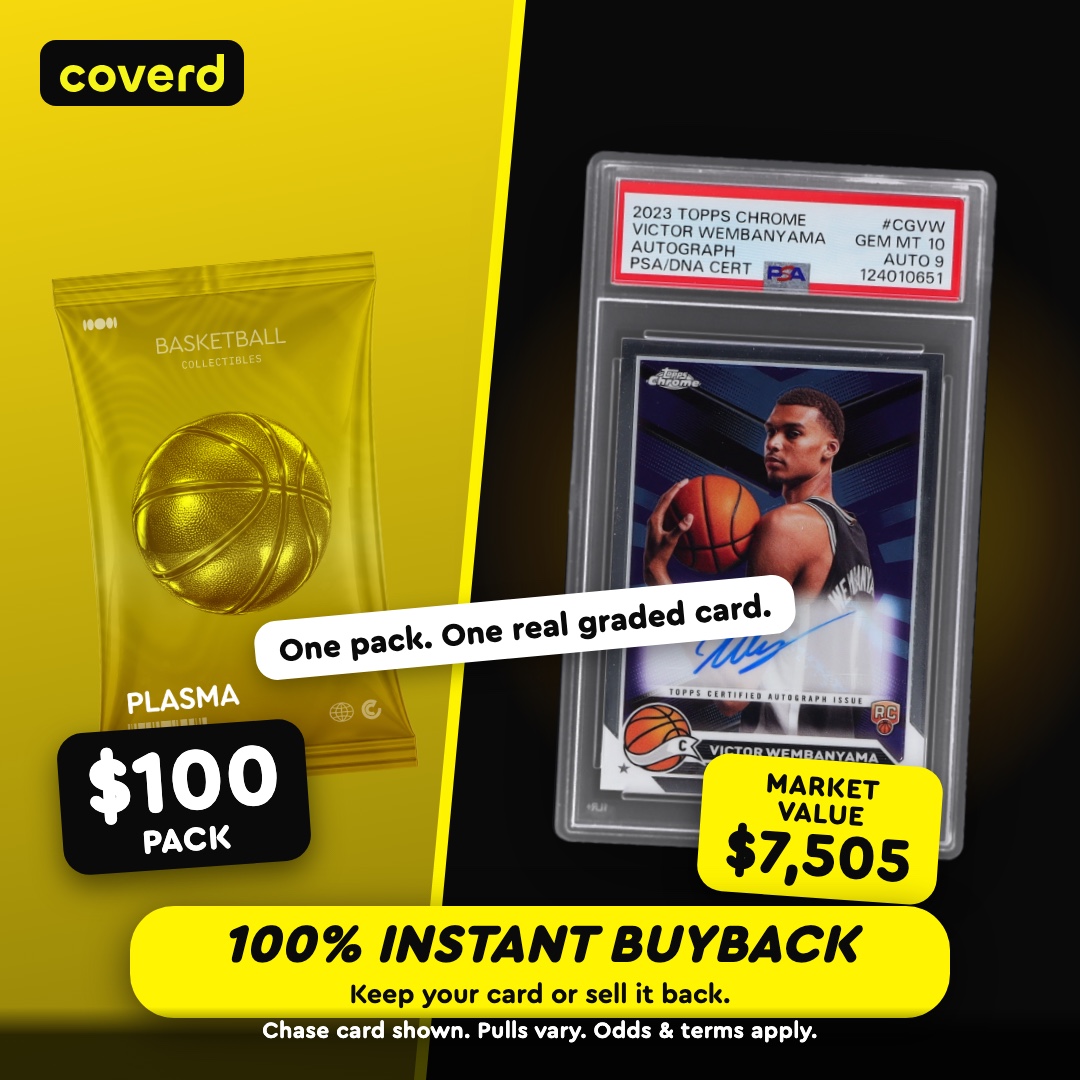 coverd
BASKETBALL
COLLECTIBLES
PLASMA
$100
PACK
One pack. One real graded card.
2023 TOPPS CHROME
VICTOR WEMBANYAMA
AUTOGRAPH
PSA/DNA CERT
#CGVW
GEM MT 10
AUTO 9
124010651
PSA
Topps
Chrome
TOPPS CERTIFIED AUTOGRAPH ISSUE
RC
C
VICTOR WEMBANYAMA
MARKET
VALUE
$7,505
100% INSTANT BUYBACK
Keep your card or sell it back.
Chase card shown. Pulls vary. Odds & terms apply.